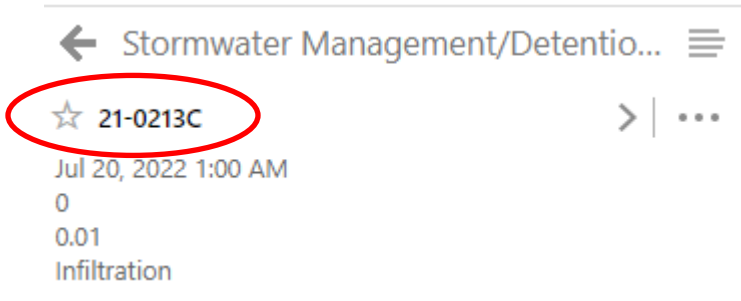 Stormwater Management/Detentio...
21-0213C
Jul 20, 2022 1:00 AM
0
0.01
Infiltration